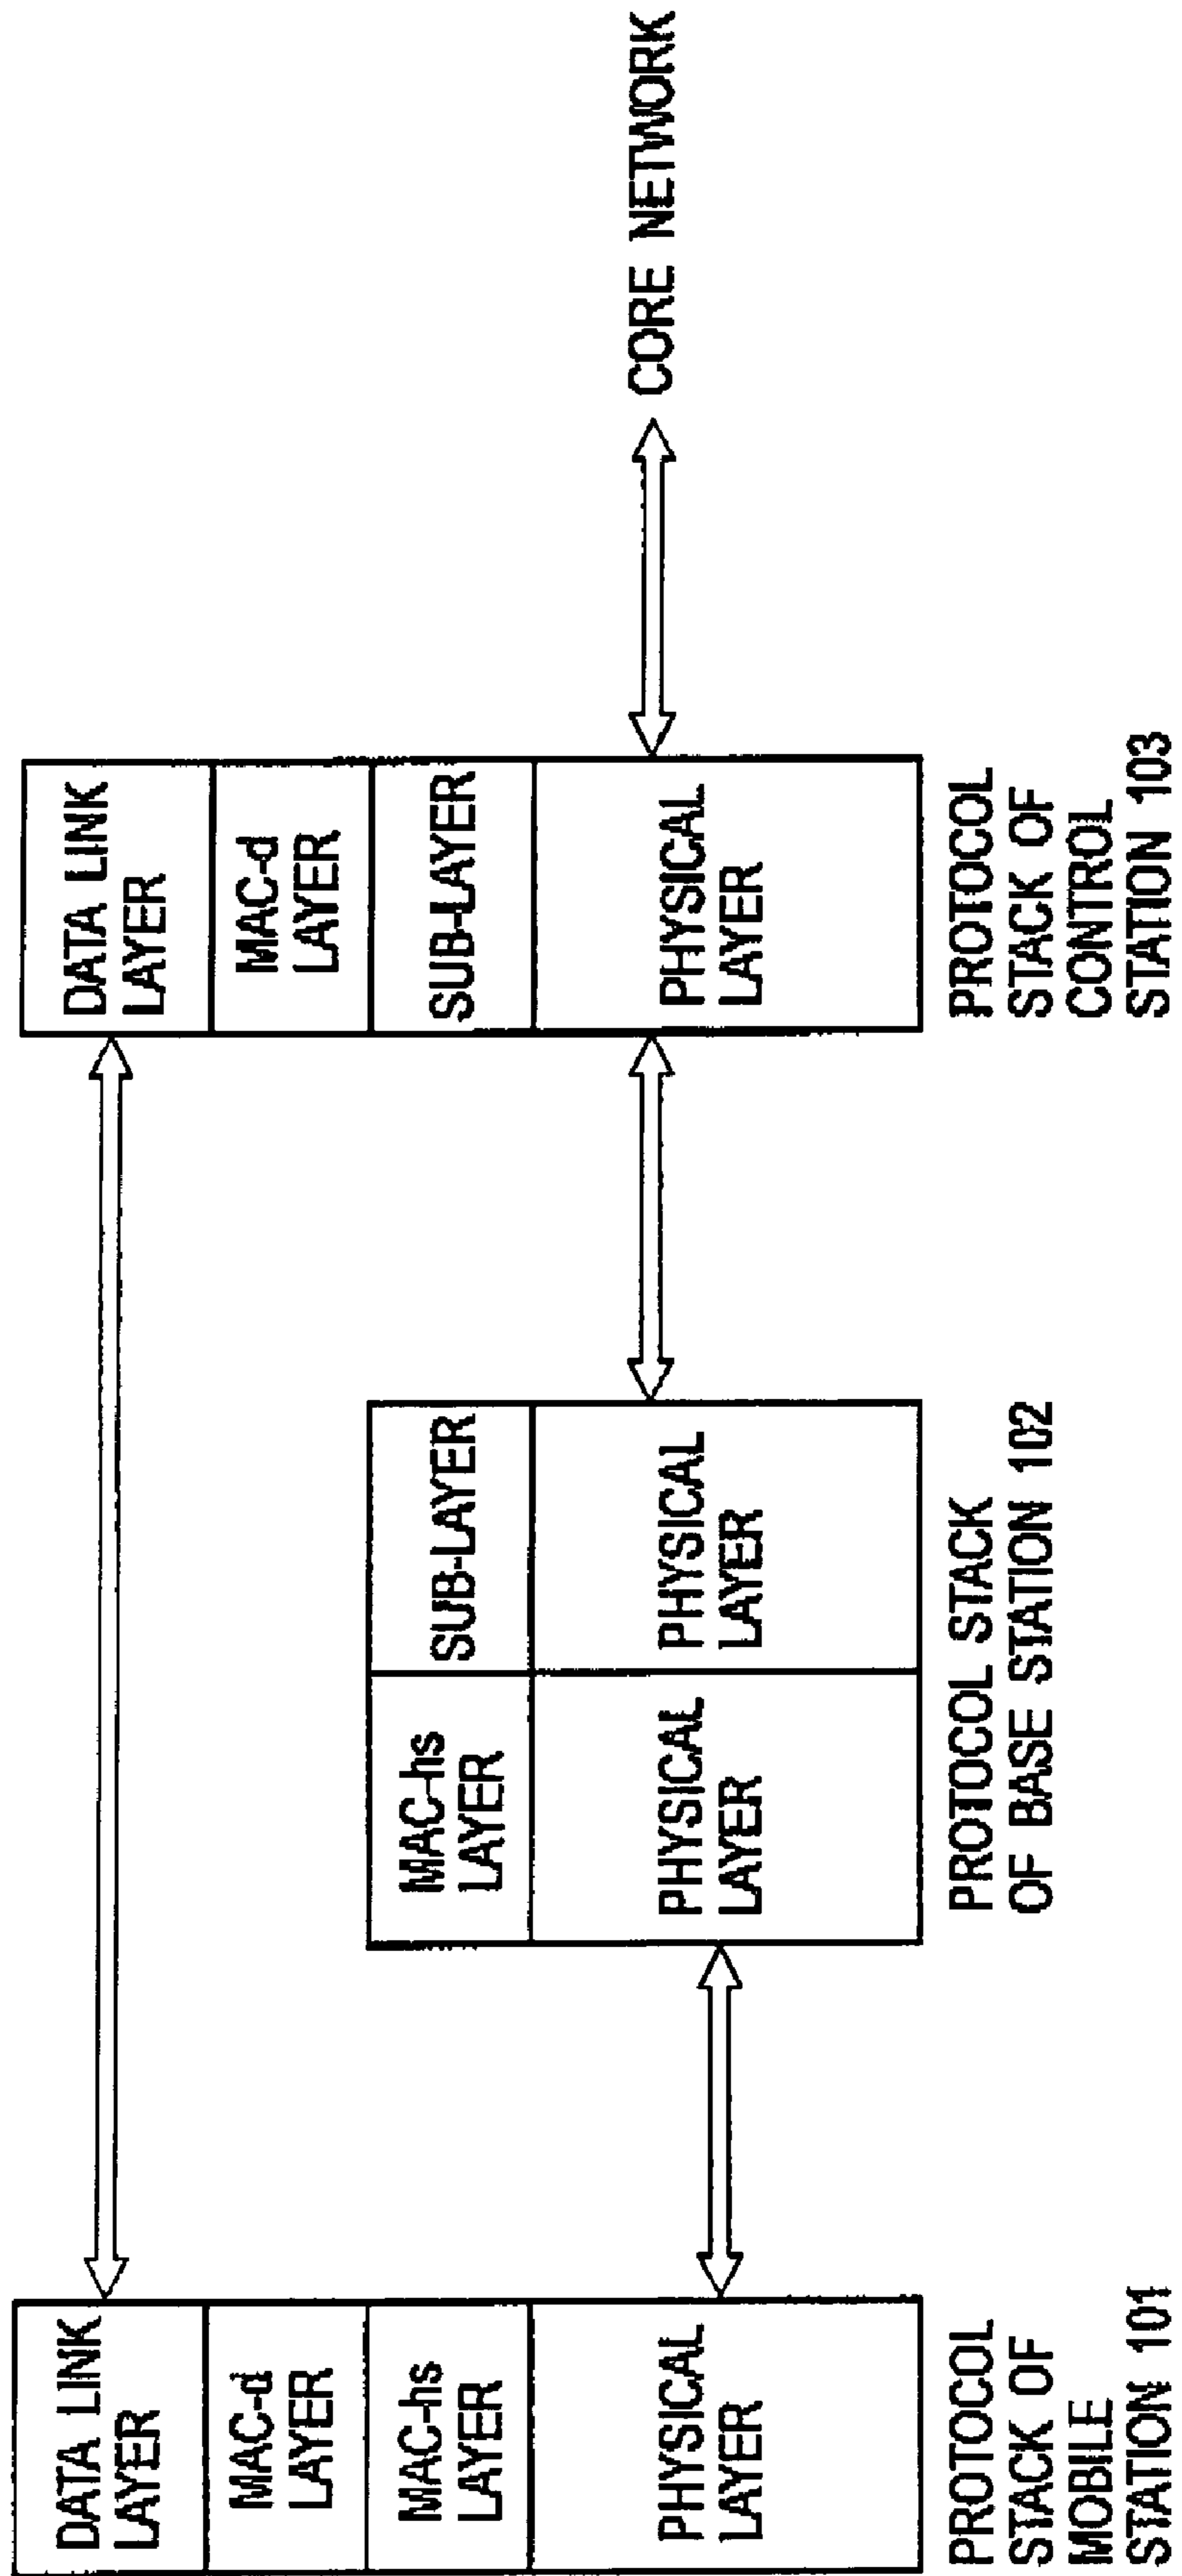 DATA LINK
LAYER
MAC-d
LAYER
MAC-hs
LAYER
PHYSICAL
LAYER
PROTOCOL
STACK OF
MOBILE
STATION 101
MAC-hs
LAYER
SUB-LAYER
PHYSICAL
LAYER
PHYSICAL
LAYER
PROTOCOL STACK
OF BASE STATION 102
DATA LINK
LAYER
MAC-d
LAYER
SUB-LAYER
PHYSICAL
LAYER
PROTOCOL
STACK OF
CONTROL
STATION 103
CORE NETWORK